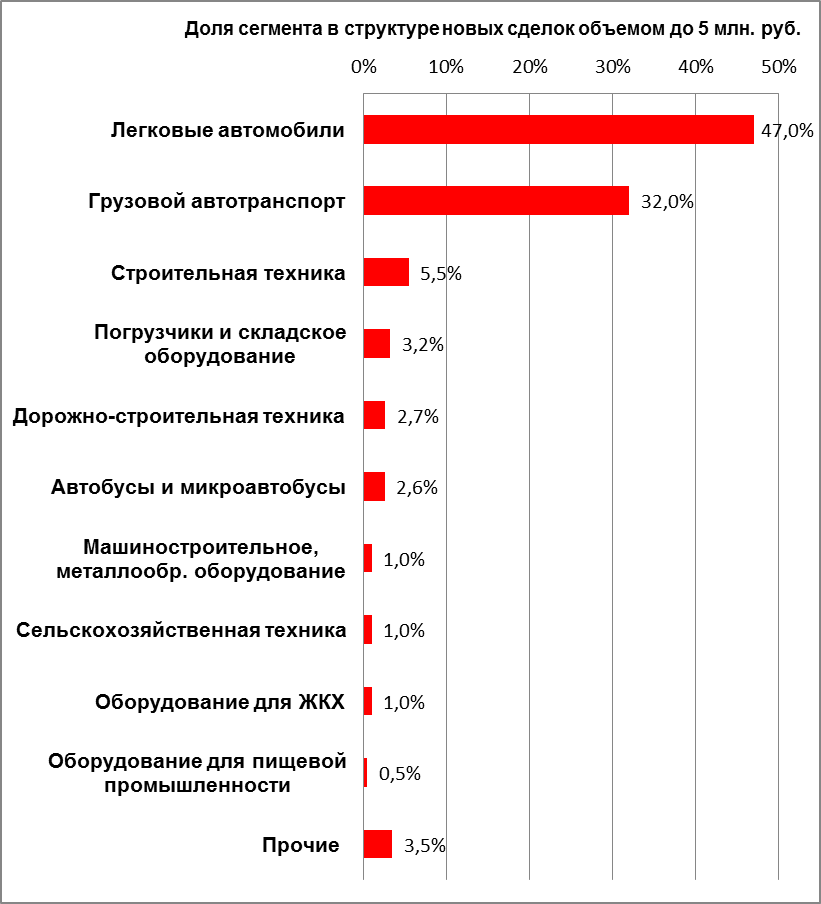 Доля сегмента в структуре новых сделок объемом до 5 млн. руб.
0% 10% 20% 30% 40% 50%
Легковые автомобили 47,0%
Грузовой автотранспорт 32,0%
Строительная техника 5,5%
Погрузчики и складское
оборудование 3,2%
Дорожно-строительная техника 2,7%
Автобусы и микроавтобусы 2,6%
Машиностроительное,
металлообр. оборудование 1,0%
Сельскохозяйственная техника 1,0%
Оборудование для ЖКХ 1,0%
Оборудование для пищевой
промышленности 0,5%
Прочие 3,5%